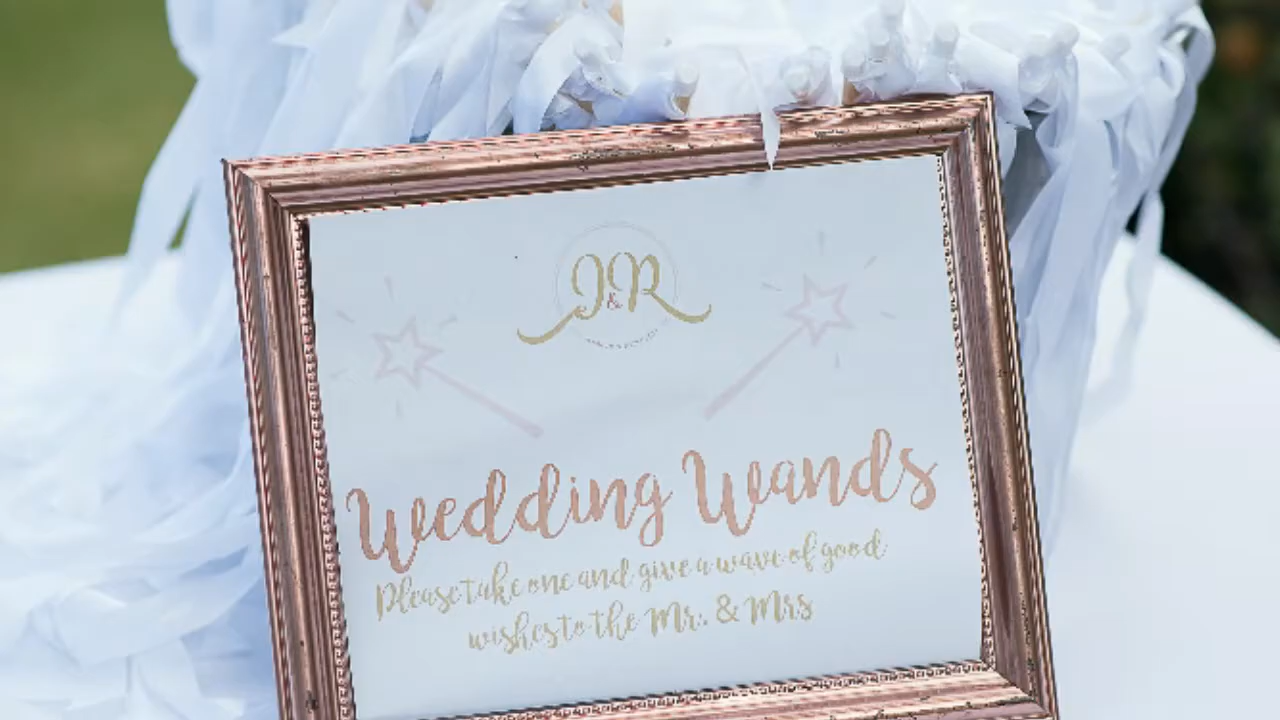 J&R
Wedding Wands
Please take one and give a wave of good
wishes to the Mr. & Mrs